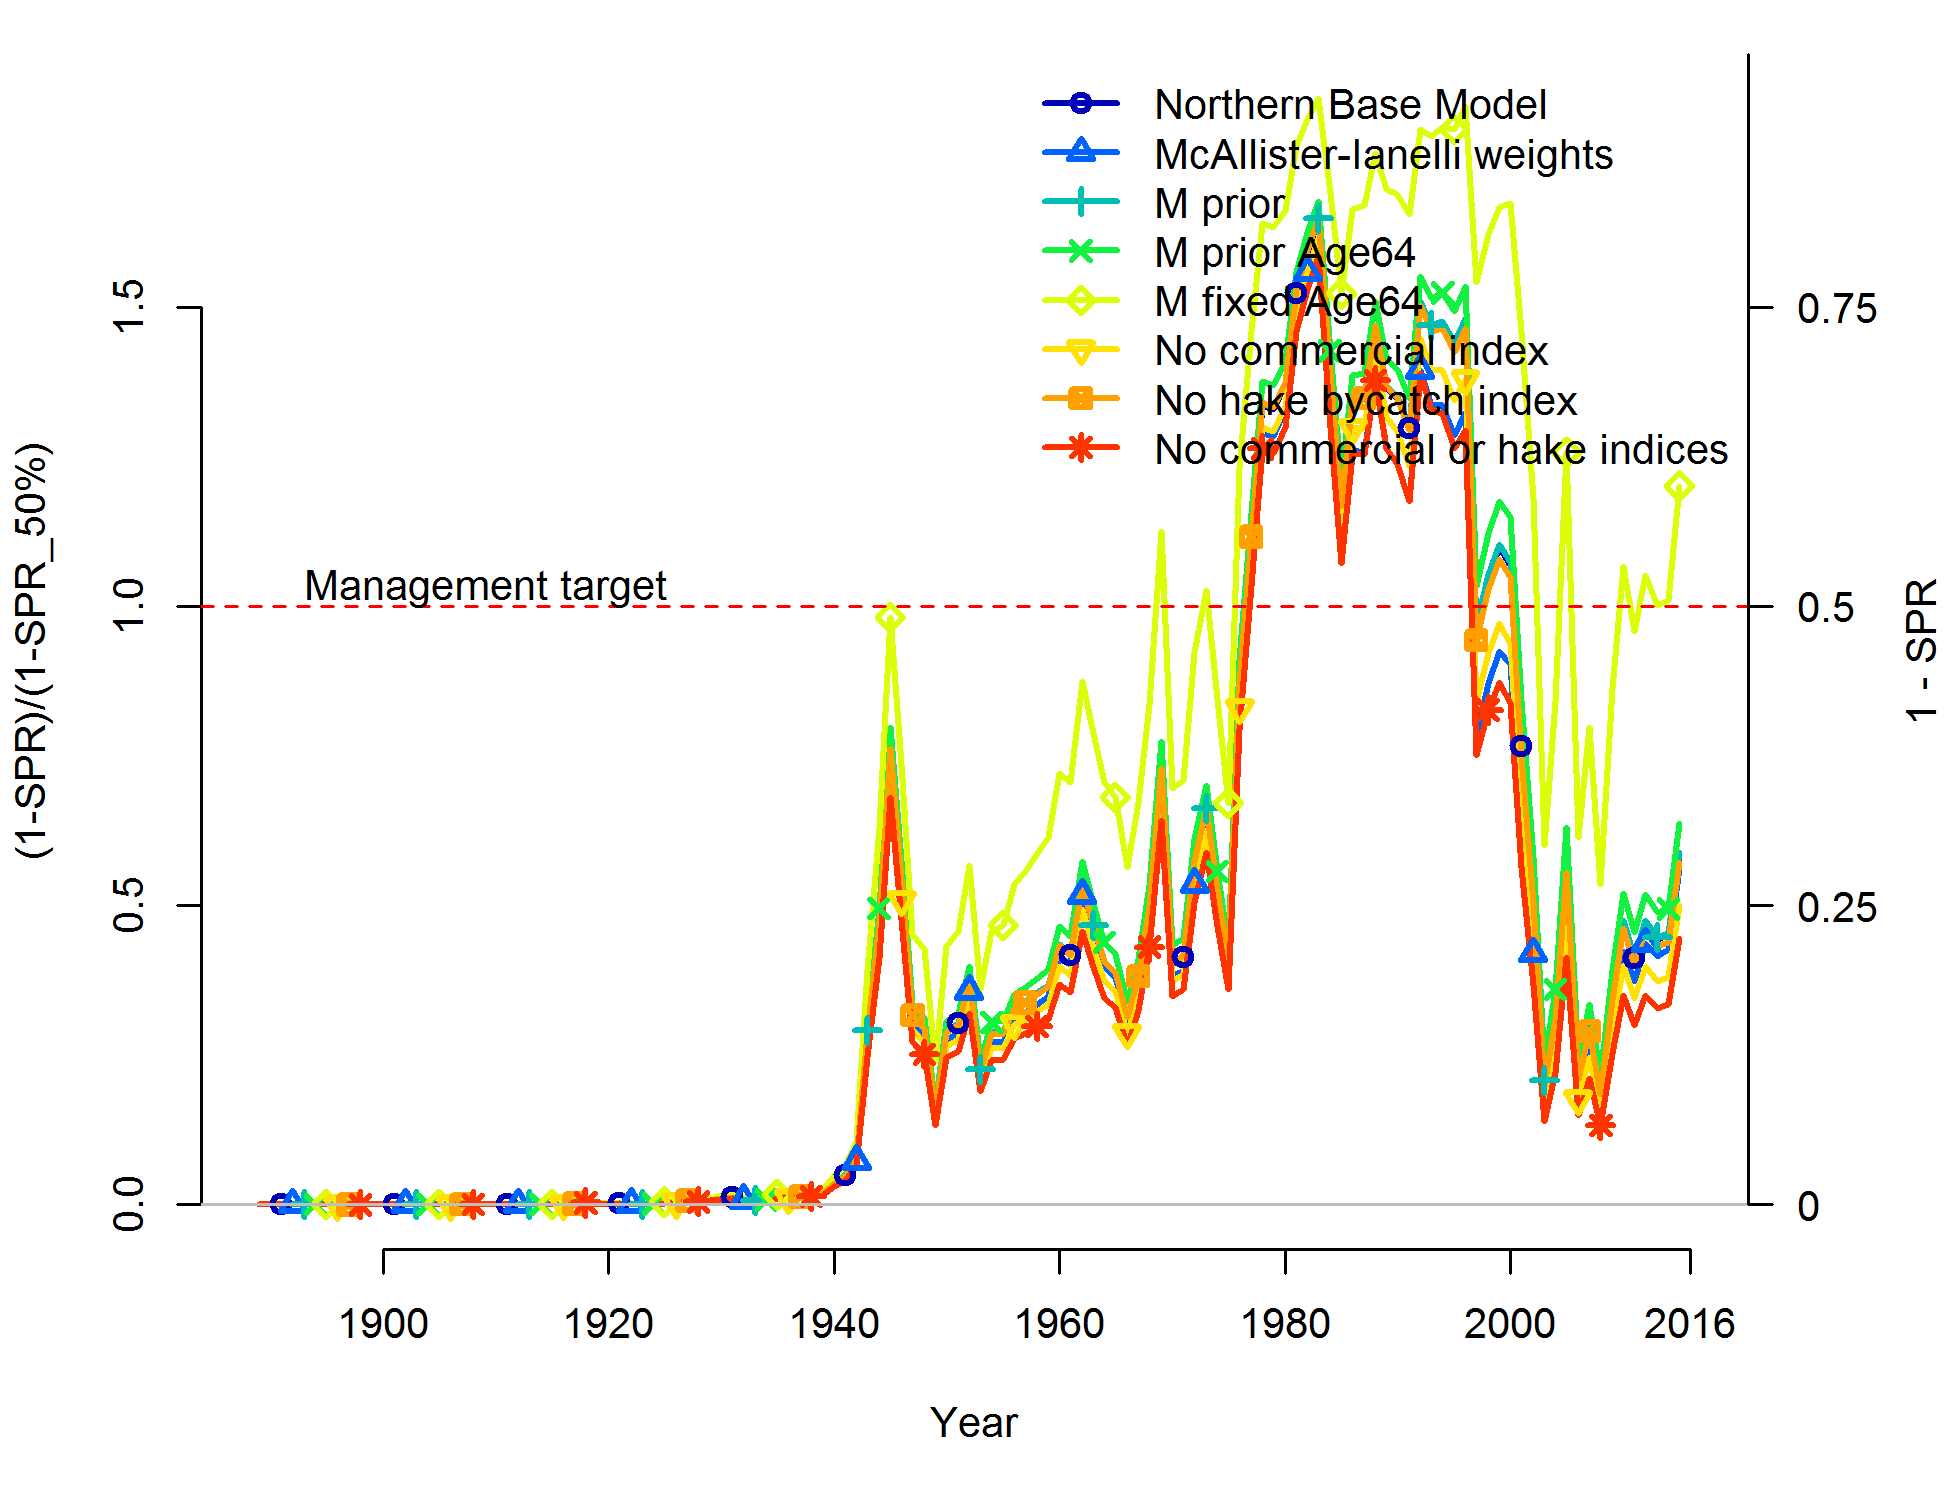 Northern Base Model
McAllister-Ianelli weights
M prior
M prior Age64
M fixed Age64
No commercial index
No hake bycatch index
No commercial or hake indices
Management target
(1-SPR)/(1-SPR_50%)
0.0
0.5
1.0
1.5
1 - SPR
0
0.25
0.5
0.75
1900
1920
1940
1960
1980
2000
2016
Year